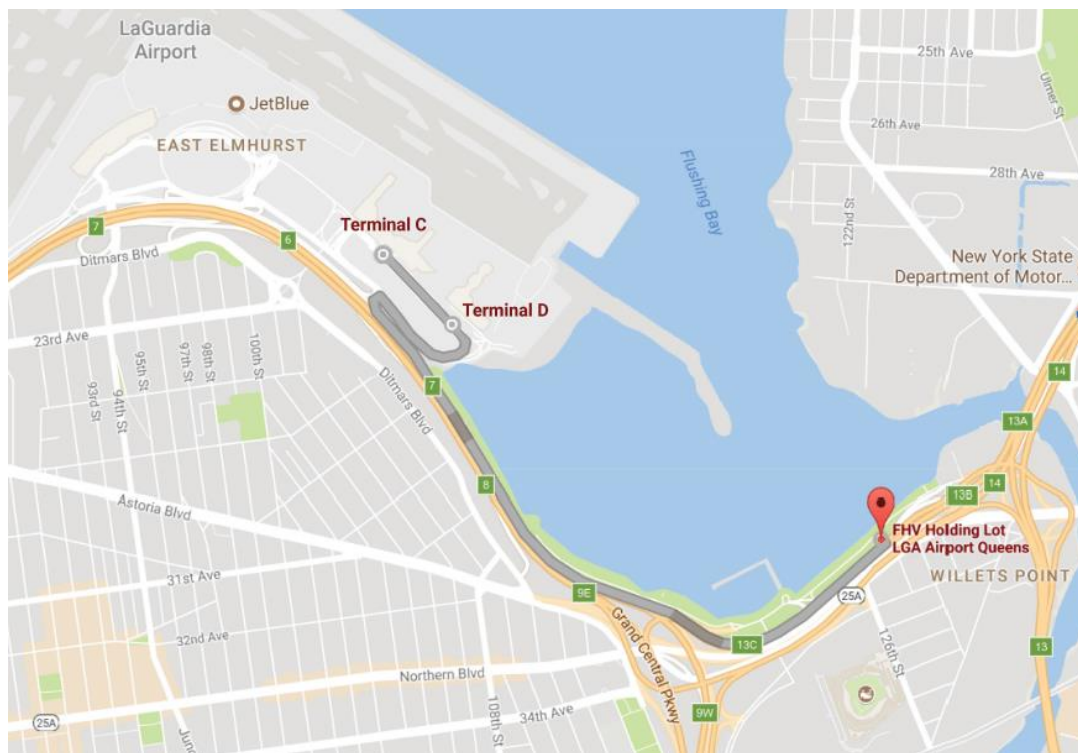 LaGuardia
Airport
JetBlue
EAST ELMHURST
25th Ave
Ulmer St
26th Ave
28th Ave
122nd St
Flushing Bay
New York State
Department of Motor...
7
6
Ditmars Blvd
Terminal C
Terminal D
23rd Ave
93rd St
94th St
95th St
97th St
98th St
100th St
Ditmars Blvd
7
8
14
13A
14
13B
FHV Holding Lot
LGA Airport Queens
WILLETS POINT
Astoria Blvd
31st Ave
32nd Ave
9E
Grand Central Pkwy
13C
25A
126th St
13
Northern Blvd
108th St
34th Ave
9W
25A
Junc